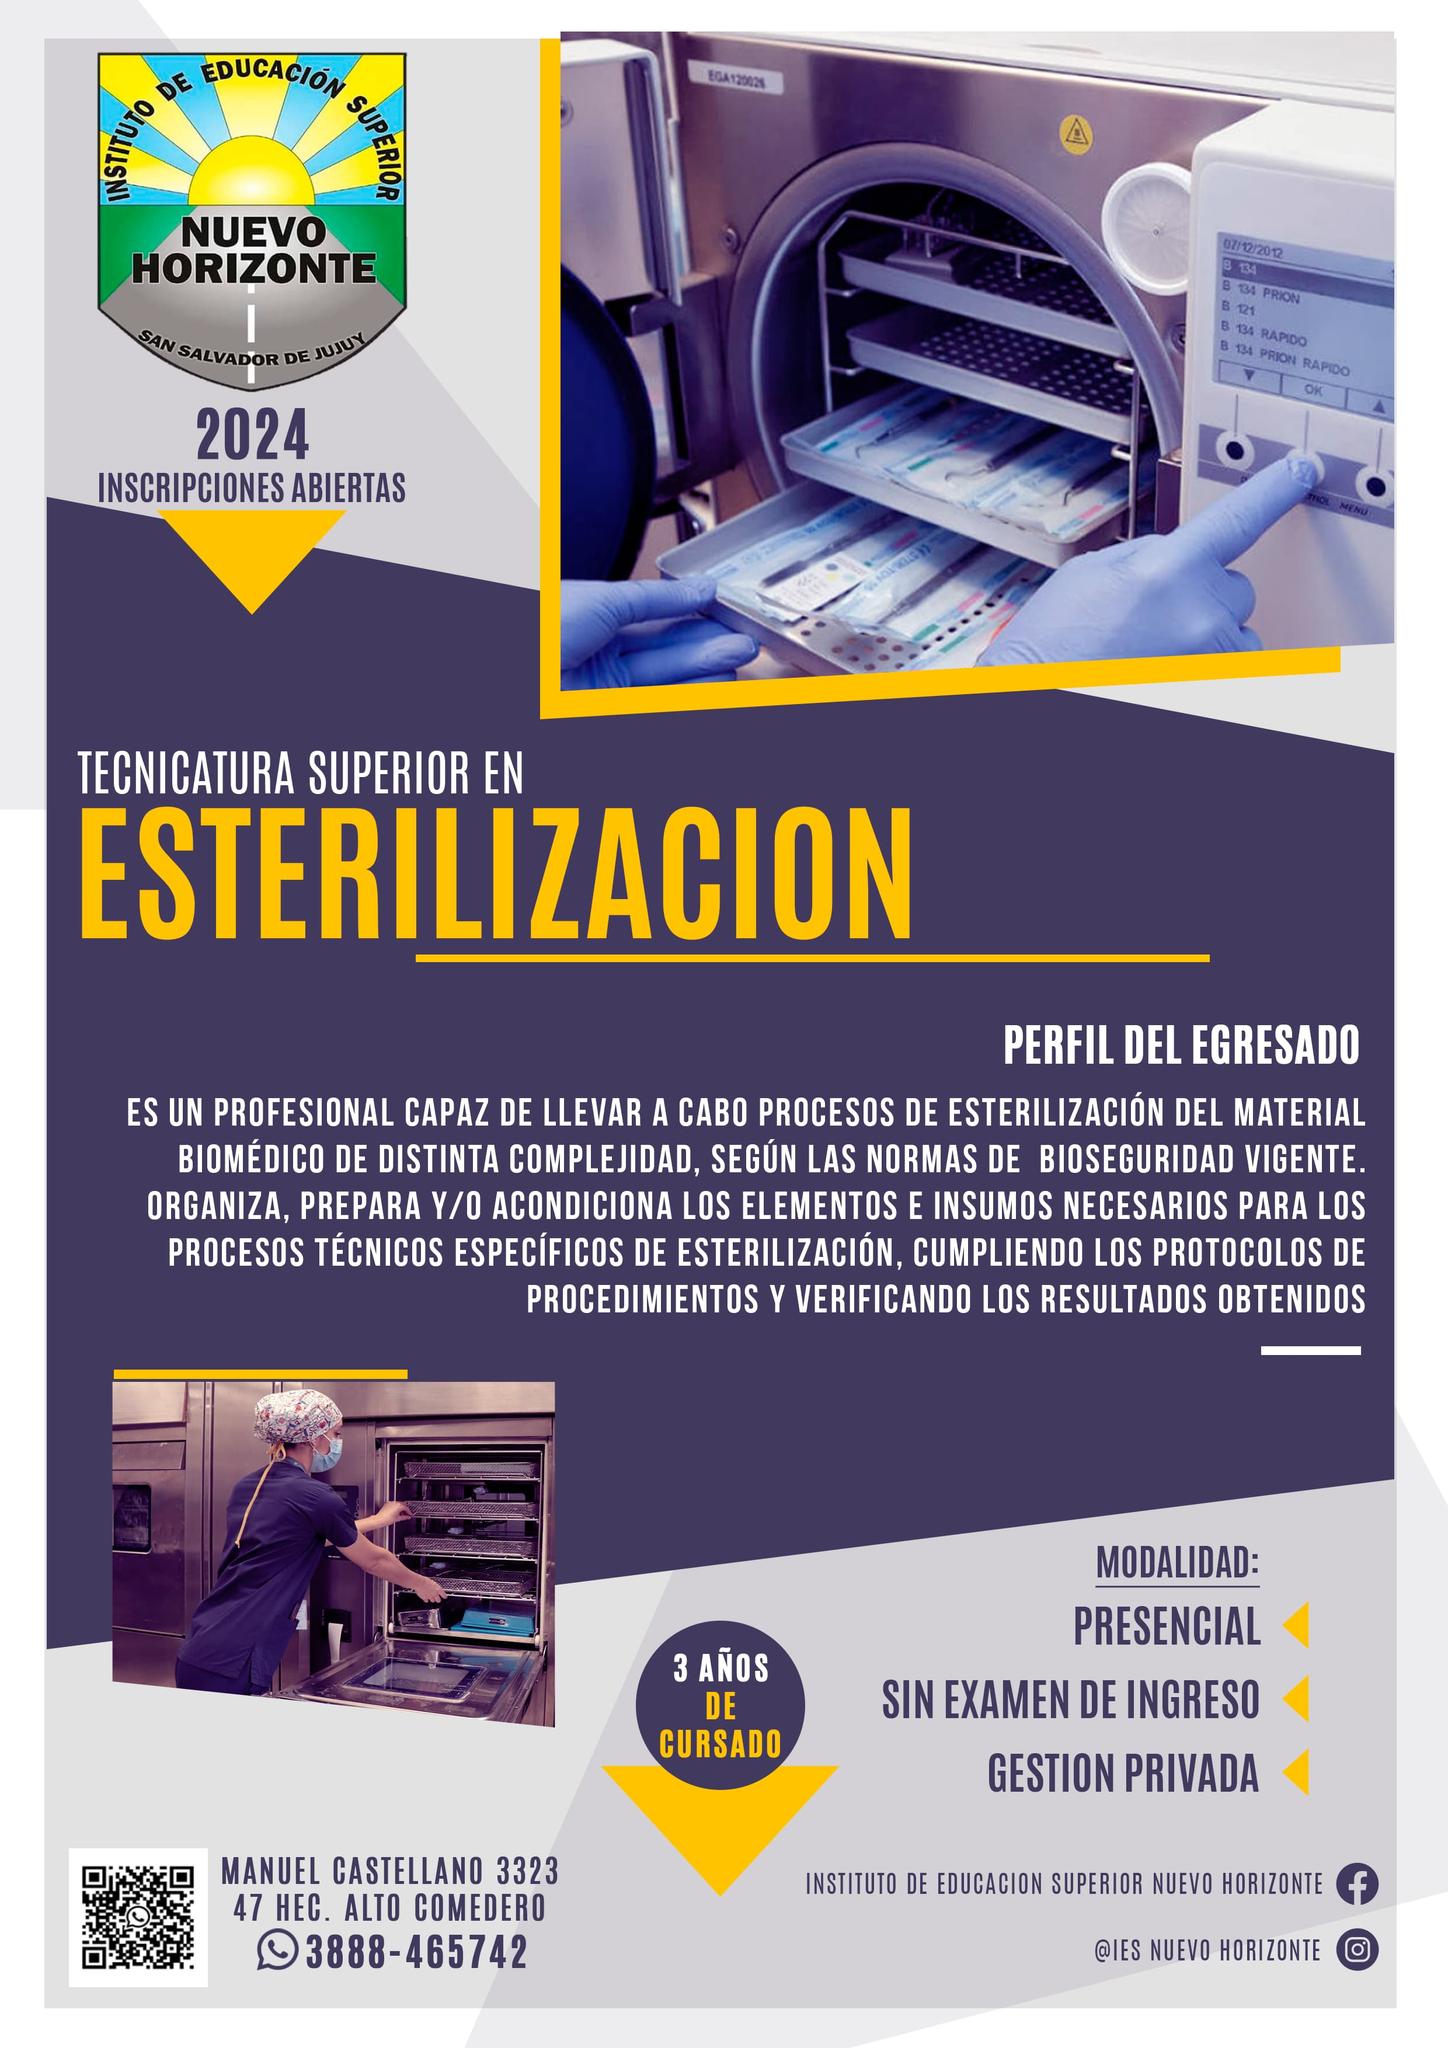 INSTITUTO DE EDUCACIÓN SUPERIOR
NUEVO
HORIZONTE
SAN SALVADOR DE JUJUY
2024
INSCRIPCIONES ABIERTAS
EGA120026
07/12/2012
B 134
B 134 PRION
B 121
B 134 RAPIDO
B 134 PRION RAPIDO
OK
MENU
TECNICATURA SUPERIOR EN
ESTERILIZACION
PERFIL DEL EGRESADO
ES UN PROFESIONAL CAPAZ DE LLEVAR A CABO PROCESOS DE ESTERILIZACIÓN DEL MATERIAL
BIOMÉDICO DE DISTINTA COMPLEJIDAD, SEGÚN LAS NORMAS DE BIOSEGURIDAD VIGENTE.
ORGANIZA, PREPARA Y/O ACONDICIONA LOS ELEMENTOS E INSUMOS NECESARIOS PARA LOS
PROCESOS TÉCNICOS ESPECÍFICOS DE ESTERILIZACIÓN, CUMPLIENDO LOS PROTOCOLOS DE
PROCEDIMIENTOS Y VERIFICANDO LOS RESULTADOS OBTENIDOS
3 AÑOS
DE
CURSADO
MODALIDAD:
PRESENCIAL
SIN EXAMEN DE INGRESO
GESTION PRIVADA
MANUEL CASTELLANO 3323
47 HEC. ALTO COMEDERO
3888-465742
INSTITUTO DE EDUCACION SUPERIOR NUEVO HORIZONTE
@IES NUEVO HORIZONTE